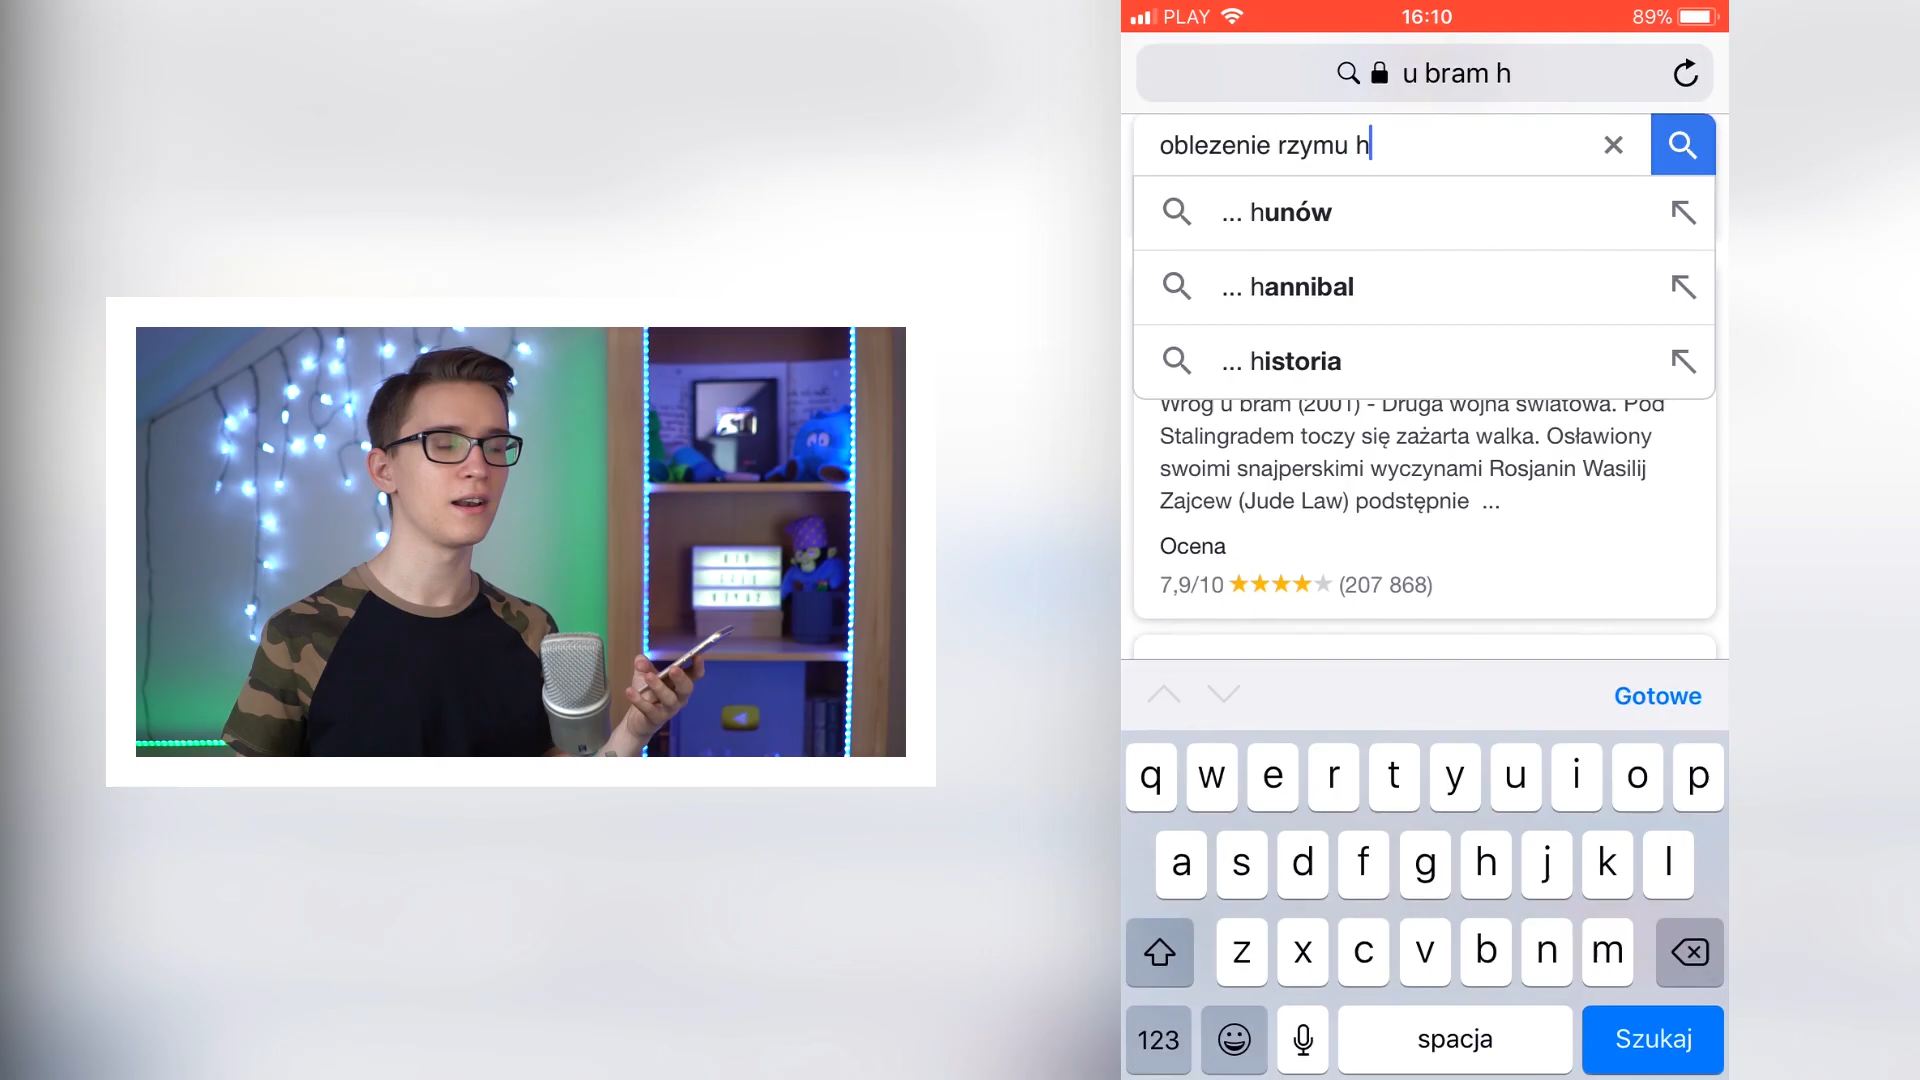 PLAY
16:10
89%
u bram h
oblezenie rzymu h
... hunów
... hannibal
... historia
Wróg u bram (2001) - Druga wojna światowa. Pod
Stalingradem toczy się zażarta walka. Osławiony
swoimi snajperskimi wyczynami Rosjanin Wasilij
Zajcew (Jude Law) podstępnie ...
Ocena
7,9/10 ★★★★★ (207 868)
Gotowe
q w e r t y u i o p
a s d f g h j k l
z x c v b n m
123
spacja
Szukaj